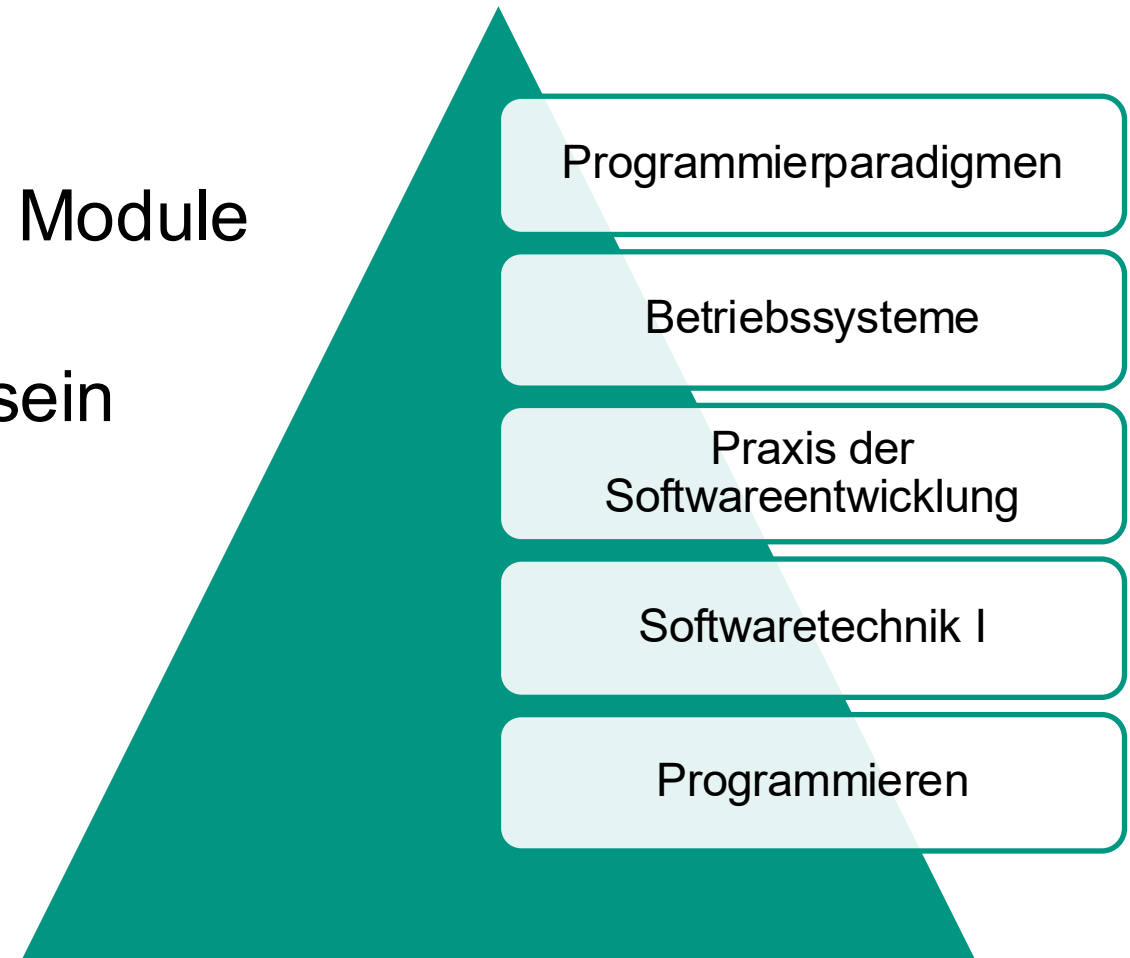 Module
sein
Programmierparadigmen
Betriebssysteme
Praxis der
Softwareentwicklung
Softwaretechnik I
Programmieren